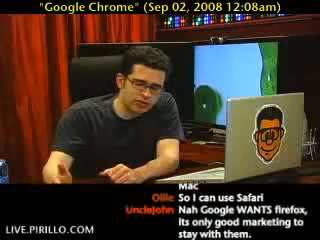 "Google Chrome" (Sep 02, 2008 12:08am)
Mac
Ollie So I can use Safari
UncleJohn Nah Google WANTS firefox,
its only good marketing to
stay with them.
LIVE.PIRILLO.COM